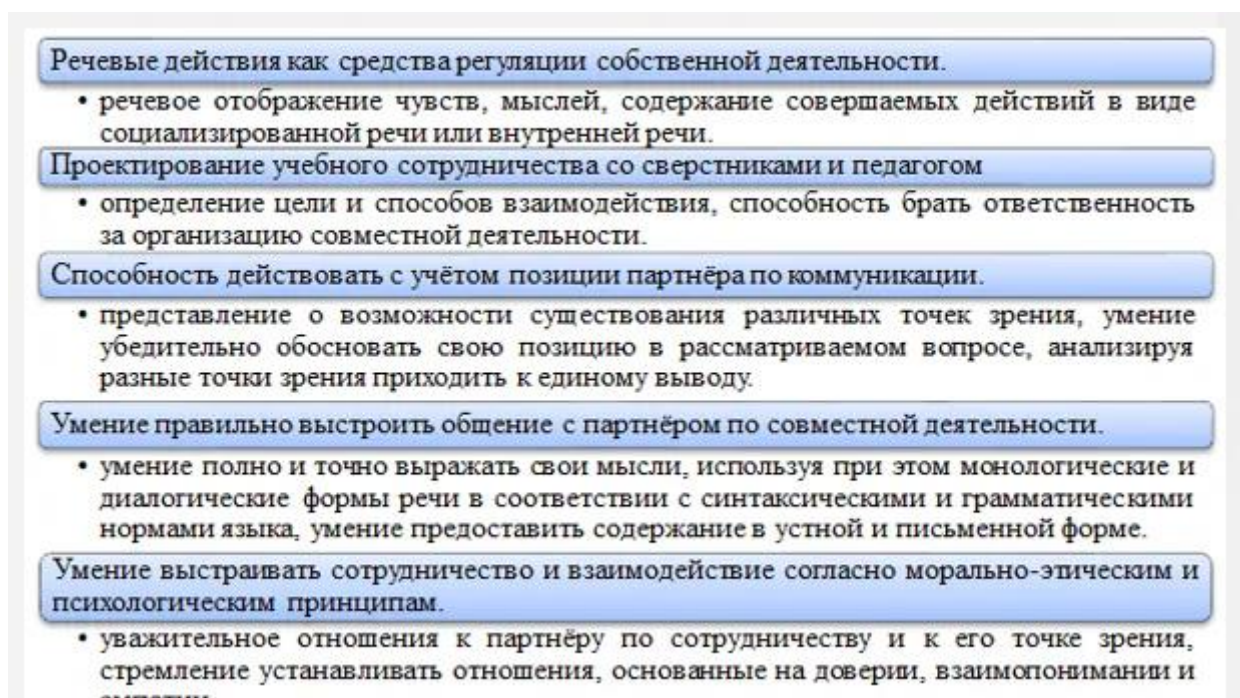 Речевые действия как средства регуляции собственной деятельности.
• речевое отображение чувств, мыслей, содержание совершаемых действий в виде
социализированной речи или внутренней речи.
Проектирование учебного сотрудничества со сверстниками и педагогом
• определение цели и способов взаимодействия, способность брать ответственность
за организацию совместной деятельности.
Способность действовать с учётом позиции партнёра по коммуникации.
• представление о возможности существования различных точек зрения, умение
убедительно обосновать свою позицию в рассматриваемом вопросе, анализируя
разные точки зрения приходить к единому выводу.
Умение правильно выстроить общение с партнёром по совместной деятельности.
• умение полно и точно выражать свои мысли, используя при этом монологические и
диалогические формы речи в соответствии с синтаксическими и грамматическими
нормами языка, умение предоставить содержание в устной и письменной форме.
Умение выстраивать сотрудничество и взаимодействие согласно морально-этическим и
психологическим принципам.
• уважительное отношения к партнёру по сотрудничеству и к его точке зрения,
стремление устанавливать отношения, основанные на доверии, взаимопонимании и